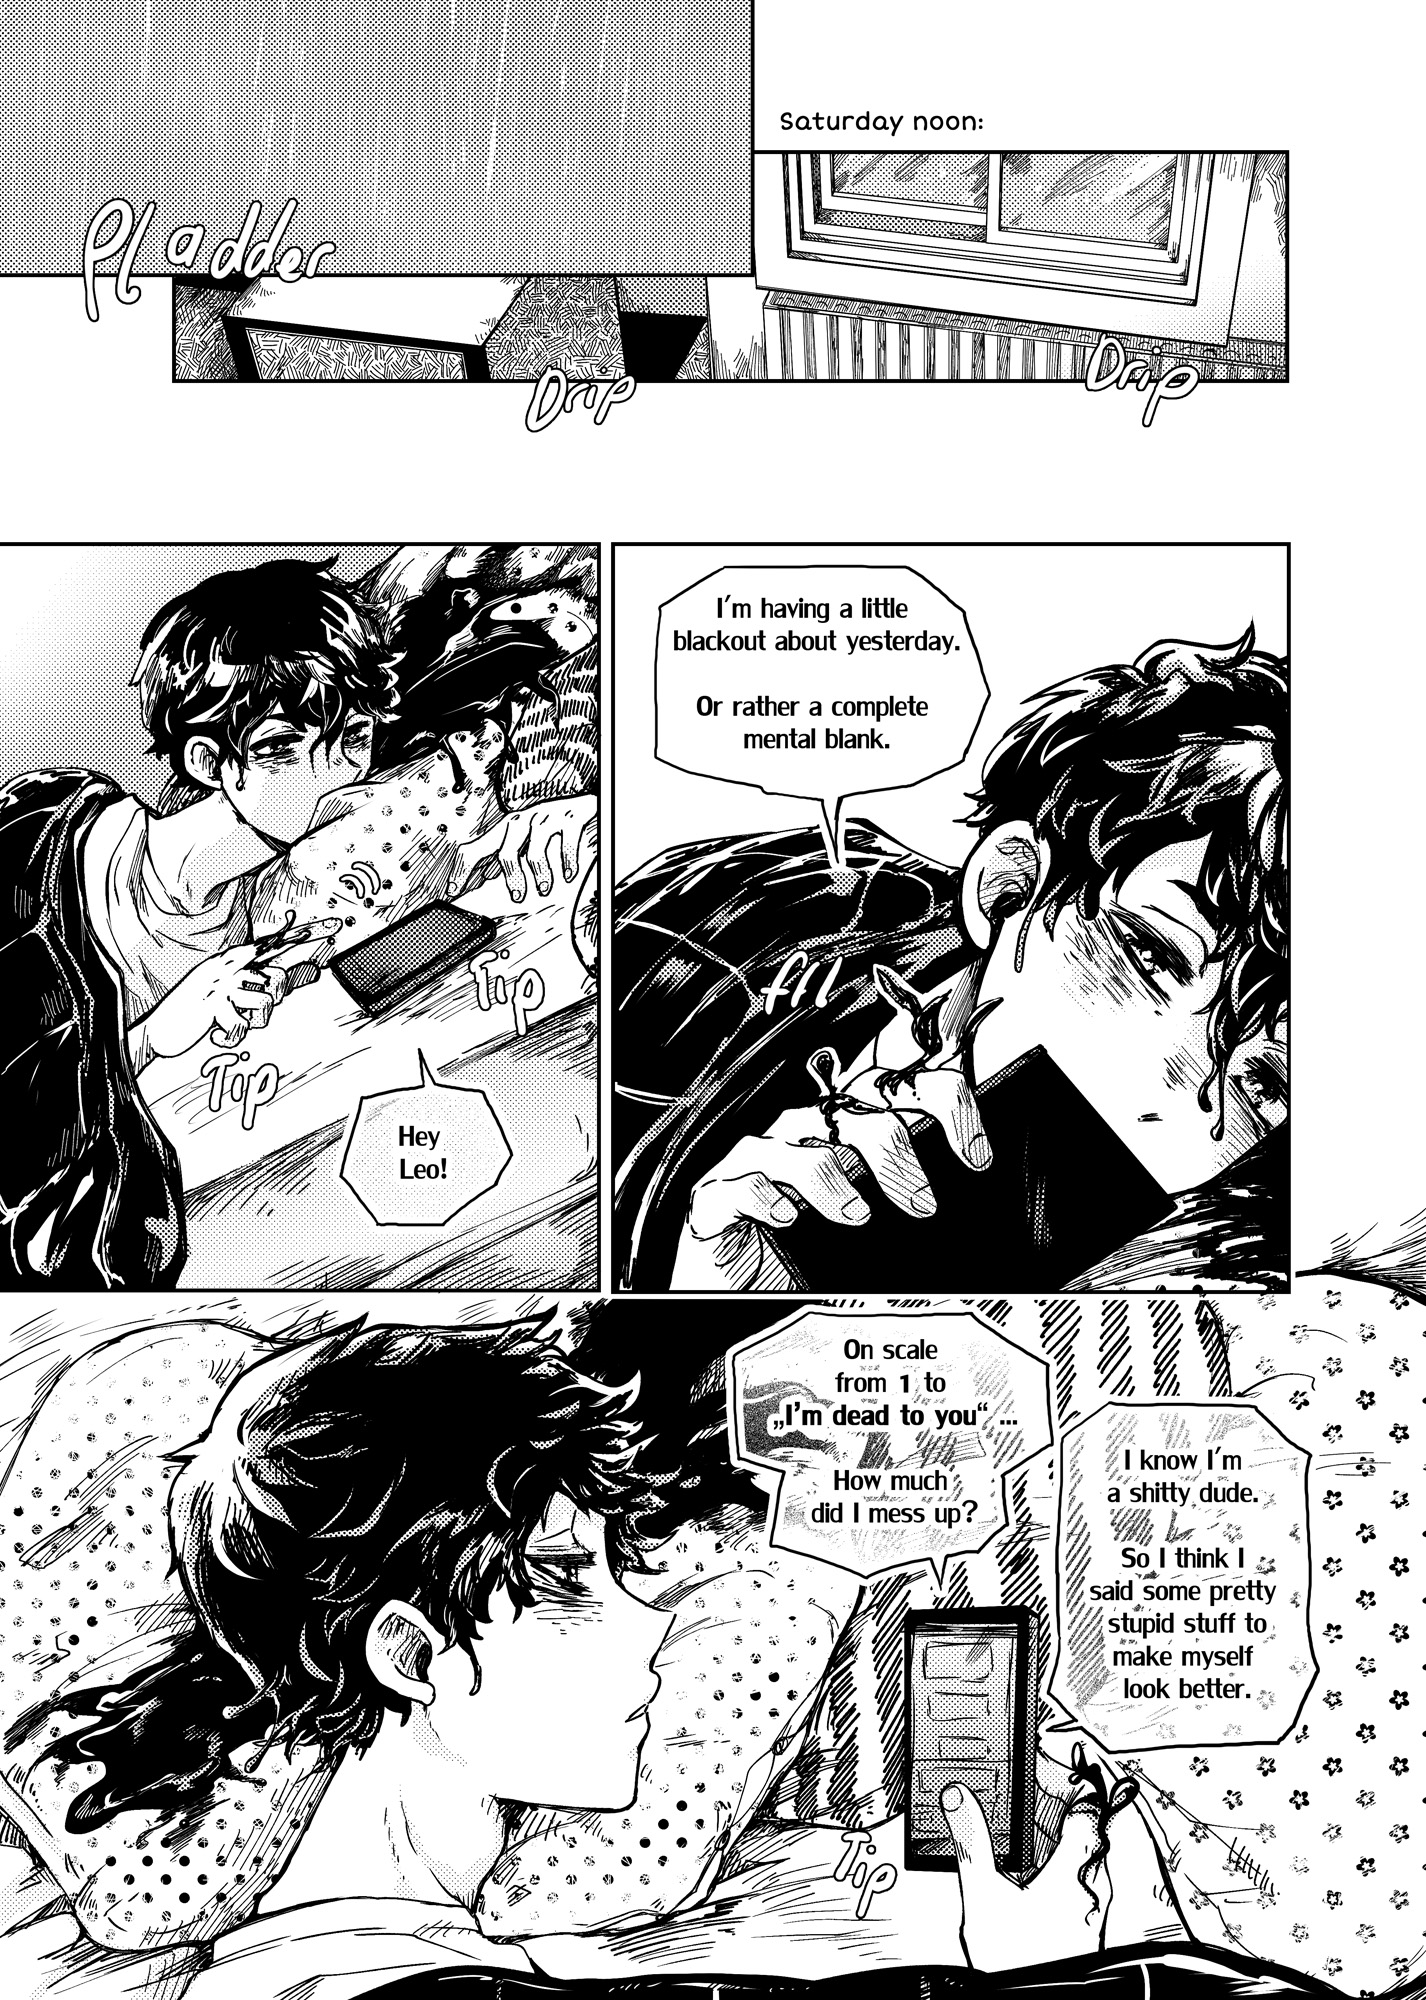 Pladder
Saturday noon:
Drip
Drip
Tip
Tip
Hey
Leo!
I'm having a little
blackout about yesterday.
Or rather a complete
mental blank.
fll
On scale
from 1 to
„I'm dead to you“ ...
How much
did I mess up?
I know I'm
a shitty dude.
So I think I
said some pretty
stupid stuff to
make myself
look better.
Tip